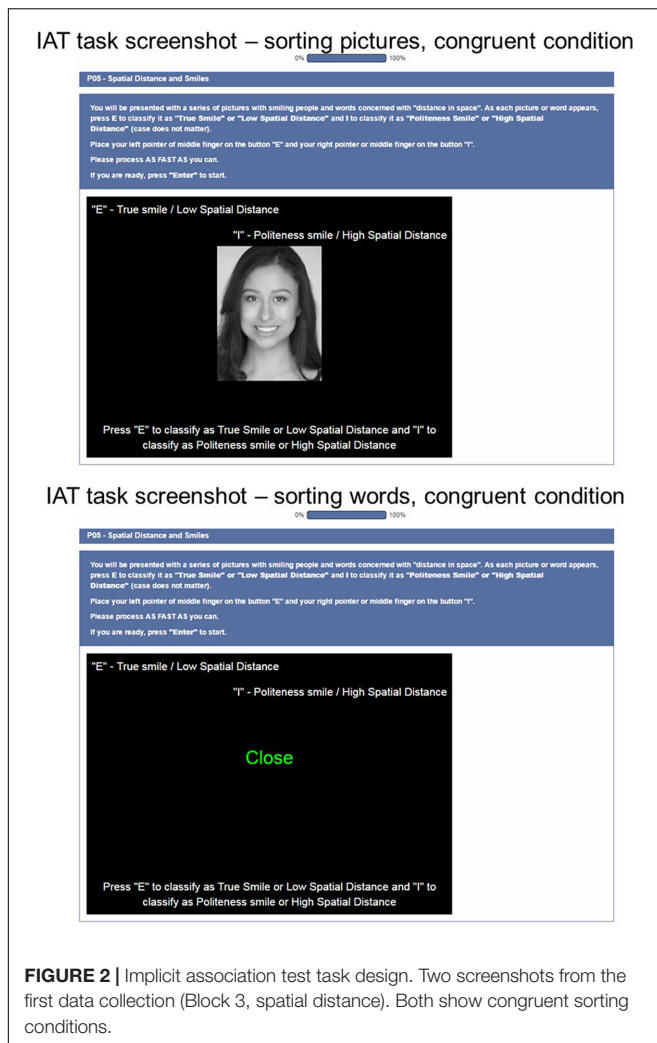 IAT task screenshot – sorting pictures, congruent condition
0% 100%
P05 - Spatial Distance and Smiles
You will be presented with a series of pictures with smiling people and words concerned with "distance in space". As each picture or word appears,
press E to classify it as "True Smile" or "Low Spatial Distance" and I to classify it as "Politeness Smile" or "High Spatial
Distance" (case does not matter).
Place your left pointer of middle finger on the button "E" and your right pointer or middle finger on the button "I".
Please process AS FAST AS you can.
If you are ready, press "Enter" to start.
"E" - True smile / Low Spatial Distance
"I" - Politeness smile / High Spatial Distance
Press "E" to classify as True Smile or Low Spatial Distance and "I" to
classify as Politeness smile or High Spatial Distance
IAT task screenshot – sorting words, congruent condition
0% 100%
P05 - Spatial Distance and Smiles
You will be presented with a series of pictures with smiling people and words concerned with "distance in space". As each picture or word appears,
press E to classify it as "True Smile" or "Low Spatial Distance" and I to classify it as "Politeness Smile" or "High Spatial
Distance" (case does not matter).
Place your left pointer of middle finger on the button "E" and your right pointer or middle finger on the button "I".
Please process AS FAST AS you can.
If you are ready, press "Enter" to start.
"E" - True smile / Low Spatial Distance
"I" - Politeness smile / High Spatial Distance
Close
Press "E" to classify as True Smile or Low Spatial Distance and "I" to
classify as Politeness smile or High Spatial Distance
FIGURE 2 | Implicit association test task design. Two screenshots from the
first data collection (Block 3, spatial distance). Both show congruent sorting
conditions.